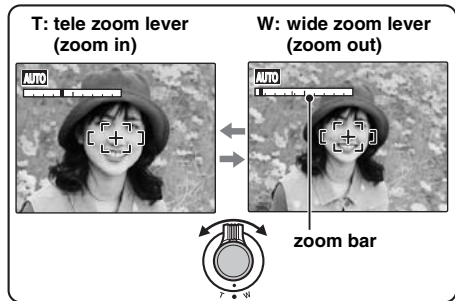 T: tele zoom lever
(zoom in)
W: wide zoom lever
(zoom out)
AUTO
AUTO
zoom bar
T
W